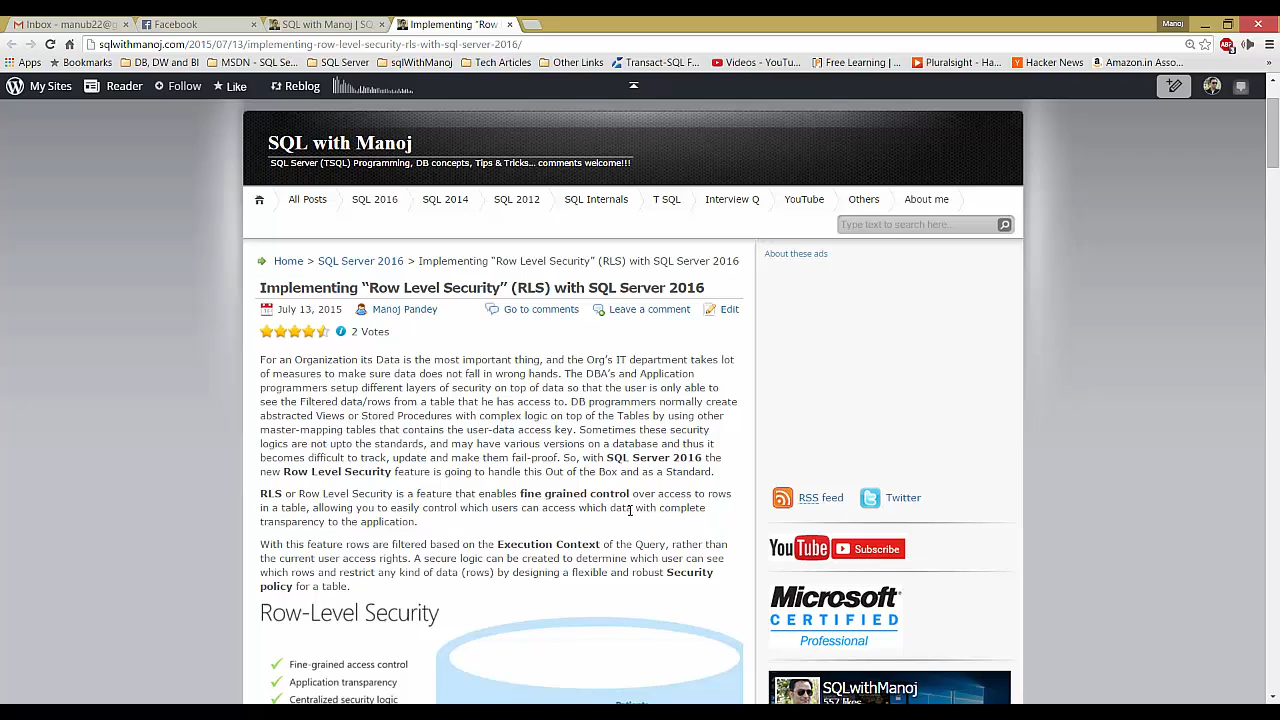 Inbox - manub22@g
Facebook
SQL with Manoj | SQ
Implementing "Row L
Manoj
sqlwithmanoj.com/2015/07/13/implementing-row-level-security-rls-with-sql-server-2016/
Apps
Bookmarks
DB, DW and BI
MSDN - SQL Se...
SQL Server
sqlWithManoj
Tech Articles
Other Links
Transact-SQL F...
Videos - YouTu...
Free Learning | ...
Pluralsight - Ha...
Hacker News
Amazon.in Asso...
»
My Sites
Reader
Follow
Like
Reblog
SQL with Manoj
SQL Server (TSQL) Programming, DB concepts, Tips & Tricks... comments welcome!!!
All Posts
SQL 2016
SQL 2014
SQL 2012
SQL Internals
T SQL
Interview Q
YouTube
Others
About me
Type text to search here...
Home > SQL Server 2016 > Implementing “Row Level Security” (RLS) with SQL Server 2016
About these ads
Implementing “Row Level Security” (RLS) with SQL Server 2016
July 13, 2015
Manoj Pandey
Go to comments
Leave a comment
Edit
2 Votes
For an Organization its Data is the most important thing, and the Org’s IT department takes lot
of measures to make sure data does not fall in wrong hands. The DBA’s and Application
programmers setup different layers of security on top of data so that the user is only able to
see the Filtered data/rows from a table that he has access to. DB programmers normally create
abstracted Views or Stored Procedures with complex logic on top of the Tables by using other
master-mapping tables that contains the user-data access key. Sometimes these security
logics are not upto the standards, and may have various versions on a database and thus it
becomes difficult to track, update and make them fail-proof. So, with SQL Server 2016 the
new Row Level Security feature is going to handle this Out of the Box and as a Standard.
RLS or Row Level Security is a feature that enables fine grained control over access to rows
in a table, allowing you to easily control which users can access which data with complete
transparency to the application.
With this feature rows are filtered based on the Execution Context of the Query, rather than
the current user access rights. A secure logic can be created to determine which user can see
which rows and restrict any kind of data (rows) by designing a flexible and robust Security
policy for a table.
Row-Level Security
Fine-grained access control
Application transparency
Centralized security logic
RSS feed
Twitter
YouTube Subscribe
Microsoft
CERTIFIED
Professional
SQLwithManoj
557 likes